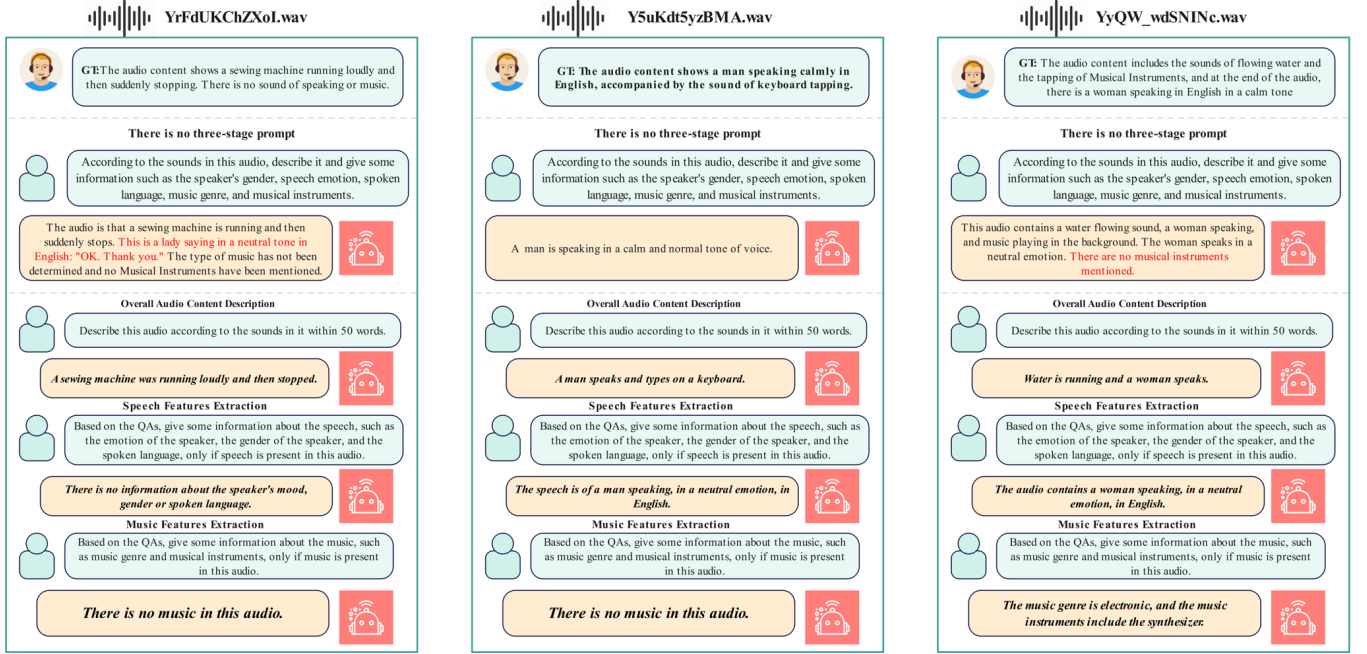 YrFdUKChZXoI.wav
GT:The audio content shows a sewing machine running loudly and
then suddenly stopping. There is no sound of speaking or music.
There is no three-stage prompt
According to the sounds in this audio, describe it and give some
information such as the speaker's gender, speech emotion, spoken
language, music genre, and musical instruments.
The audio is that a sewing machine is running and then
suddenly stops. This is a lady saying in a neutral tone in
English: "OK. Thank you." The type of music has not been
determined and no Musical Instruments have been mentioned.
Overall Audio Content Description
Describe this audio according to the sounds in it within 50 words.
A sewing machine was running loudly and then stopped.
Speech Features Extraction
Based on the QAs, give some information about the speech, such as
the emotion of the speaker, the gender of the speaker, and the
spoken language, only if speech is present in this audio.
There is no information about the speaker's mood,
gender or spoken language.
Music Features Extraction
Based on the QAs, give some information about the music, such
as music genre and musical instruments, only if music is present
in this audio.
There is no music in this audio.
Y5uKdt5yzBMA.wav
GT: The audio content shows a man speaking calmly in
English, accompanied by the sound of keyboard tapping.
There is no three-stage prompt
According to the sounds in this audio, describe it and give some
information such as the speaker's gender, speech emotion, spoken
language, music genre, and musical instruments.
A man is speaking in a calm and normal tone of voice.
Overall Audio Content Description
Describe this audio according to the sounds in it within 50 words.
A man speaks and types on a keyboard.
Speech Features Extraction
Based on the QAs, give some information about the speech, such as
the emotion of the speaker, the gender of the speaker, and the
spoken language, only if speech is present in this audio.
The speech is of a man speaking, in a neutral emotion, in
English.
Music Features Extraction
Based on the QAs, give some information about the music, such
as music genre and musical instruments, only if music is present
in this audio.
There is no music in this audio.
YyQW_wdSNINc.wav
GT: The audio content includes the sounds of flowing water and
the tapping of Musical Instruments, and at the end of the audio,
there is a woman speaking in English in a calm tone
There is no three-stage prompt
According to the sounds in this audio, describe it and give some
information such as the speaker's gender, speech emotion, spoken
language, music genre, and musical instruments.
This audio contains a water flowing sound, a woman speaking,
and music playing in the background. The woman speaks in a
neutral emotion. There are no musical instruments
mentioned.
Overall Audio Content Description
Describe this audio according to the sounds in it within 50 words.
Water is running and a woman speaks.
Speech Features Extraction
Based on the QAs, give some information about the speech, such as
the emotion of the speaker, the gender of the speaker, and the
spoken language, only if speech is present in this audio.
The audio contains a woman speaking, in a neutral
emotion, in English.
Music Features Extraction
Based on the QAs, give some information about the music, such
as music genre and musical instruments, only if music is present
in this audio.
The music genre is electronic, and the music
instruments include the synthesizer.